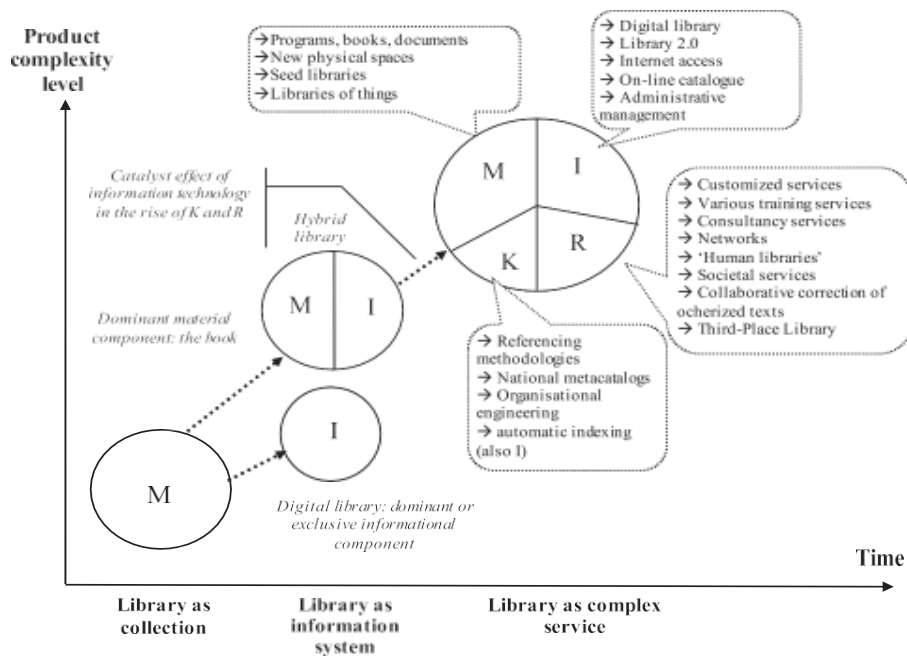 Product
complexity
level
→Programs, books, documents
→New physical spaces
→Seed libraries
→Libraries of things
→ Digital library
→ Library 2.0
→ Internet access
→ On-line catalogue
→ Administrative
management
Catalyst effect of
information technology
in the rise of K and R
Hybrid
library
M
I
K
R
→ Customized services
→ Various training services
→ Consultancy services
→ Networks
→ ‘Human libraries’
→ Societal services
→ Collaborative correction of
ocherized texts
→ Third-Place Library
M
I
Dominant material
component: the book
→ Referencing
methodologies
→ National metacatalogs
→ Organisational
engineering
→ automatic indexing
(also I)
I
M
Digital library: dominant or
exclusive informational
component
Time
Library as
collection
Library as
information
system
Library as complex
service